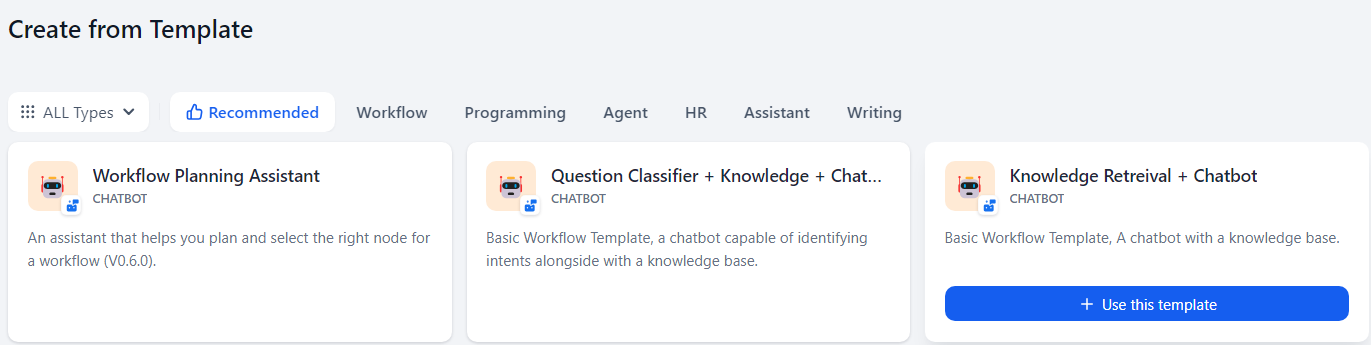 Create from Template
ALL Types
Recommended
Workflow
Programming
Agent
HR
Assistant
Writing
Workflow Planning Assistant
CHATBOT
An assistant that helps you plan and select the right node for
a workflow (V0.6.0).
Question Classifier + Knowledge + Chat...
CHATBOT
Basic Workflow Template, a chatbot capable of identifying
intents alongside with a knowledge base.
Knowledge Retreival + Chatbot
CHATBOT
Basic Workflow Template, A chatbot with a knowledge base.
+ Use this template